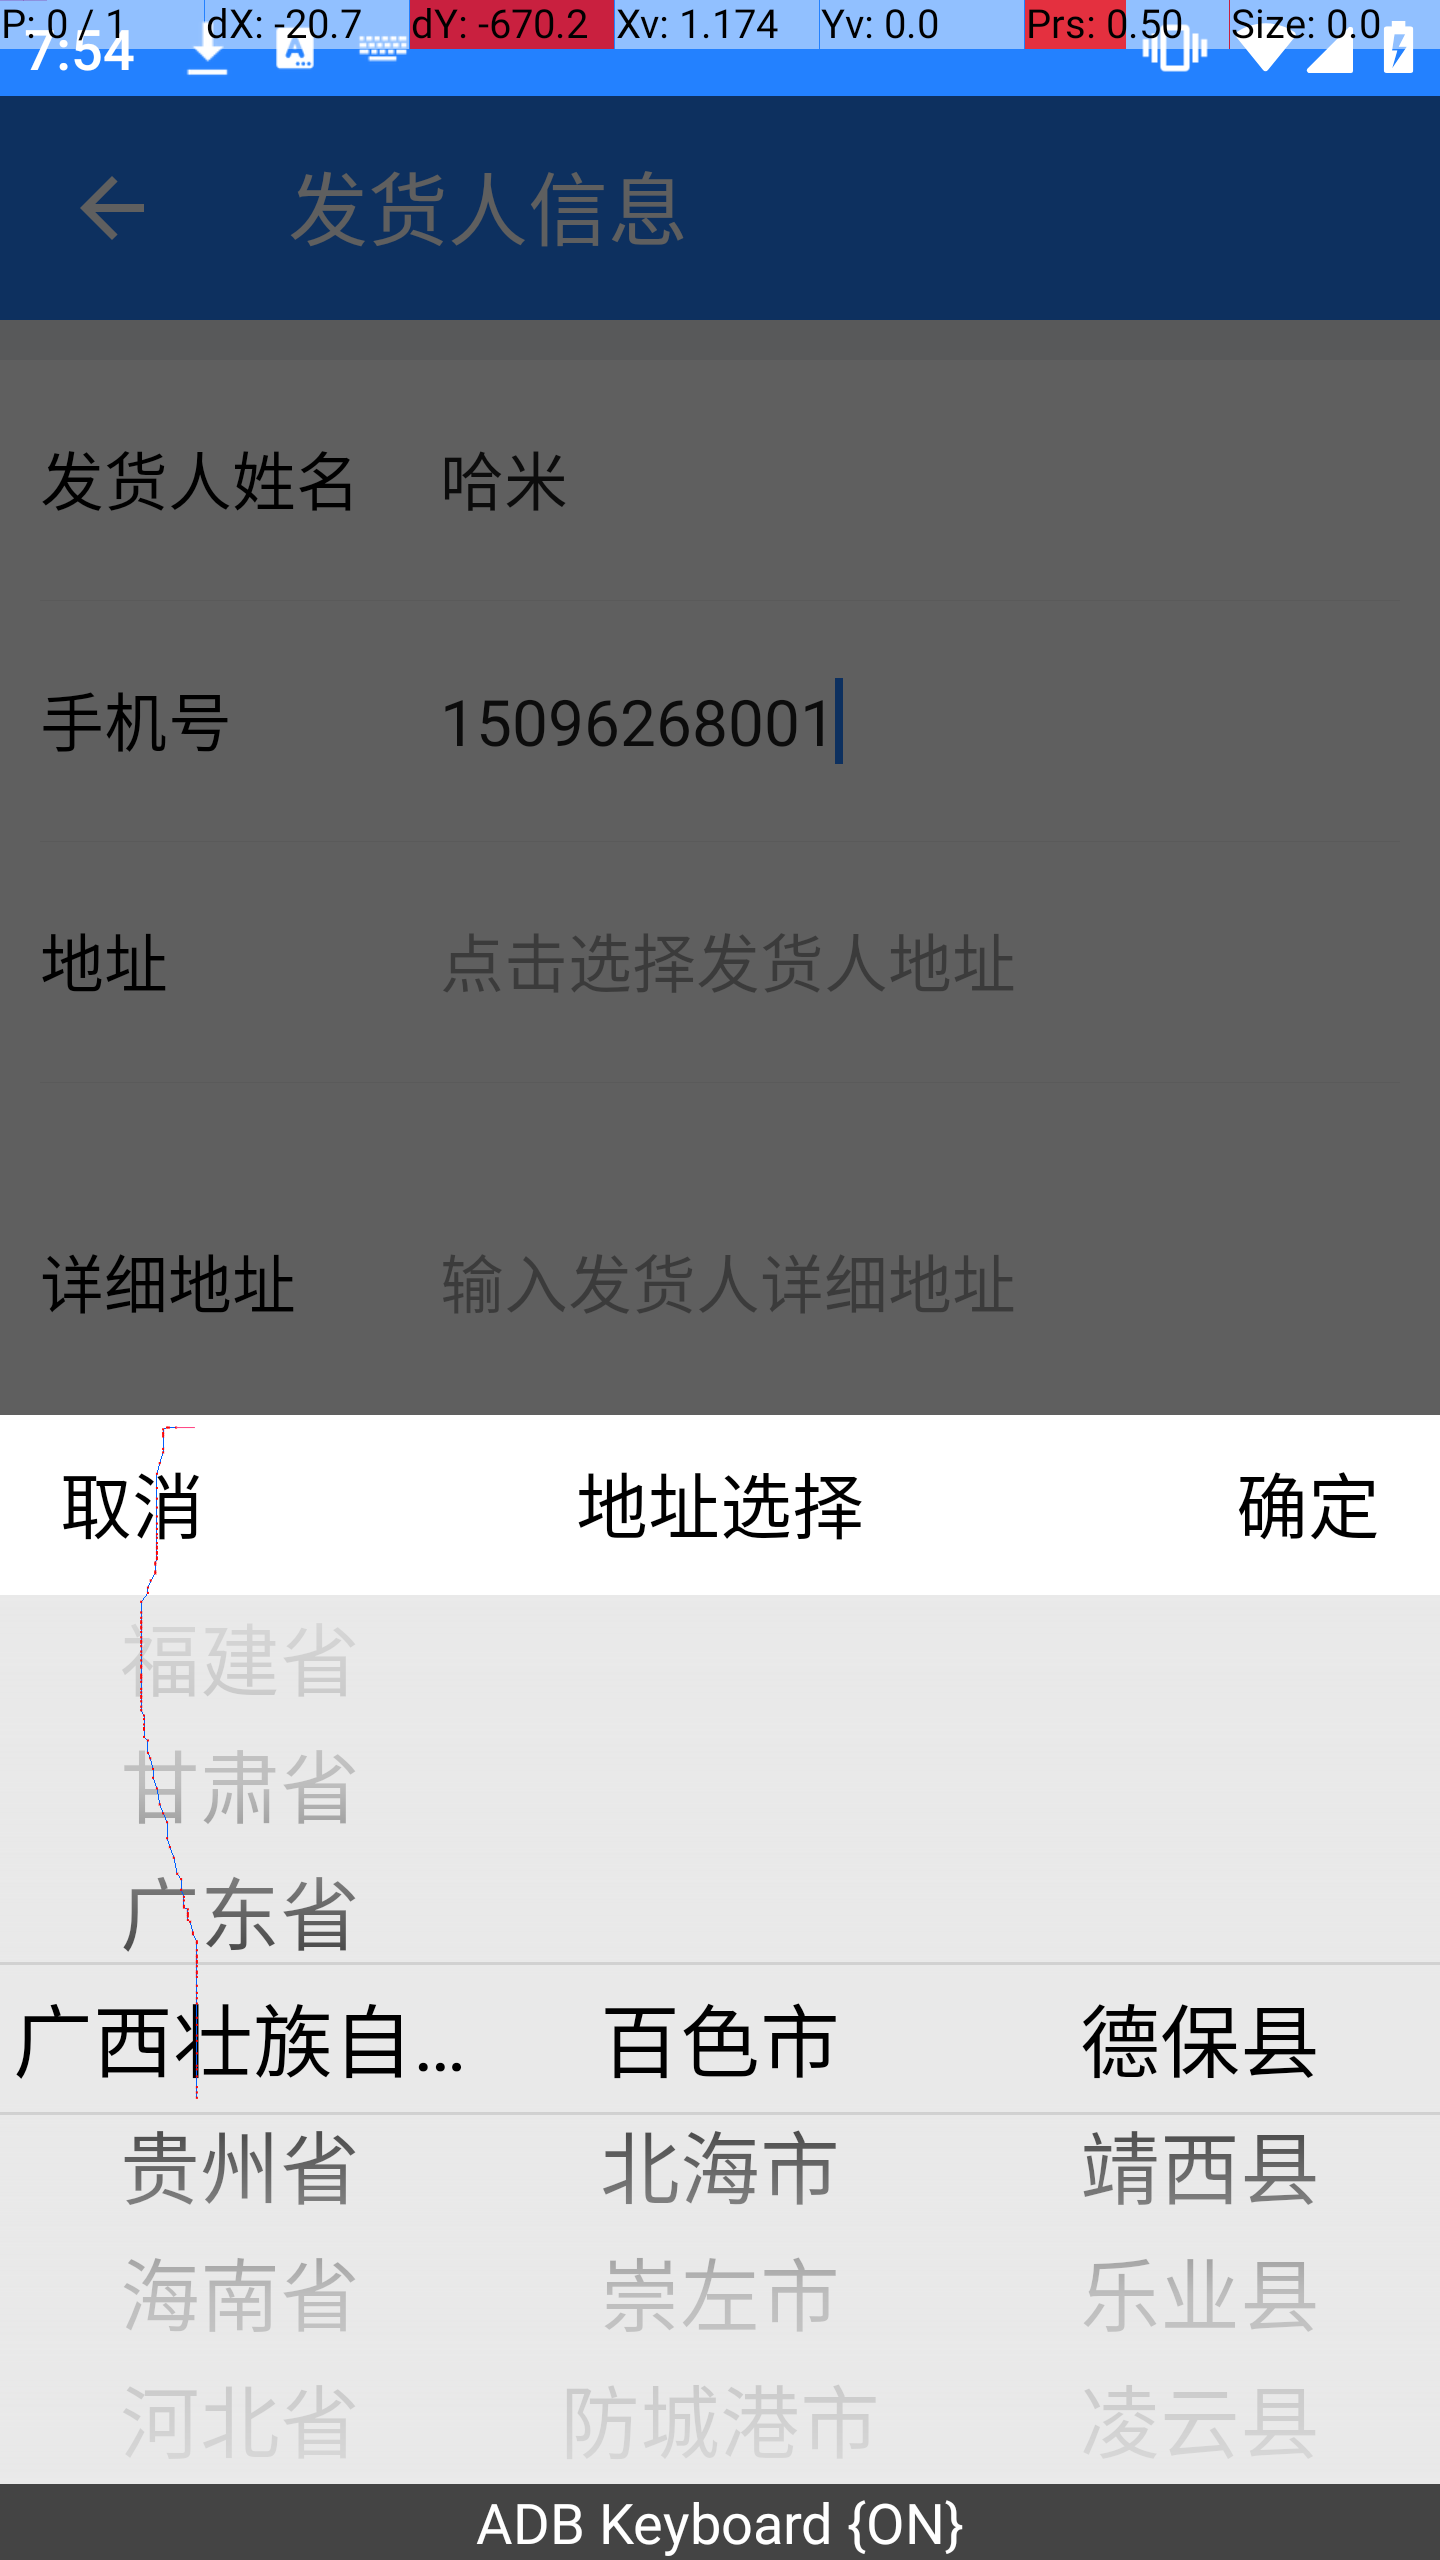 P: 0 / 1 dX: -20.7 dY: -670.2 Xv: 1.174 Yv: 0.0 Prs: 0.50 Size: 0.0
7:54
发货人信息
发货人姓名 哈米
手机号 15096268001
地址 点击选择发货人地址
详细地址 输入发货人详细地址
取消 地址选择 确定
福建省
甘肃省
广东省
广西壮族自... 百色市 德保县
贵州省 北海市 靖西县
海南省 崇左市 乐业县
河北省 防城港市 凌云县
ADB Keyboard {ON}